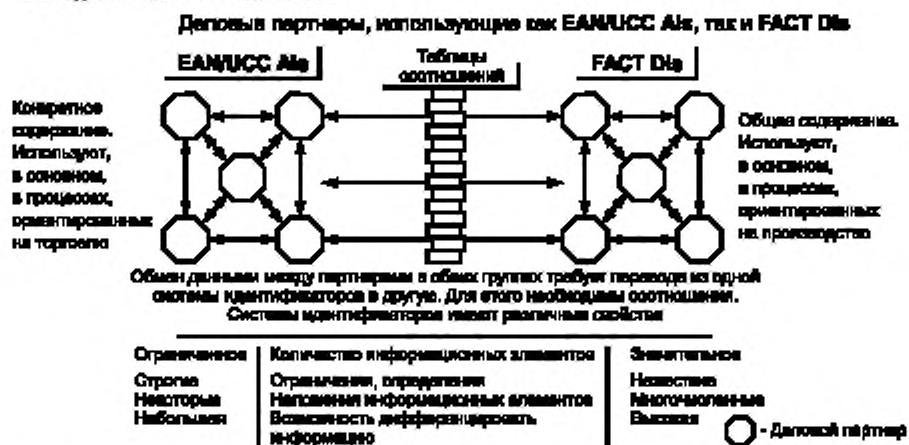 Деловые партнеры, использующие как EAN/UCC AIs, так и FACT DIs
EAN/UCC AIs
Таблицы
соотношений
FACT DIs
Конкретное
содержание.
Используют,
в основном,
в процессах,
ориентированных
на торговлю
Общее содержание.
Используют,
в основном,
в процессах,
ориентированных
на производство
Обмен данными между партнерами в обеих группах требует перевода из одной
системы идентификаторов в другую. Для этого необходимы соотношения.
Системы идентификаторов имеют различные свойства
Ограниченное Количество информационных элементов Значительное
Строгие Ограничения, определения Нежесткие
Некоторые Наполнения информационных элементов Многочисленные
Небольшая Возможность дифференцировать Высокая
информацию
- Деловой партнер